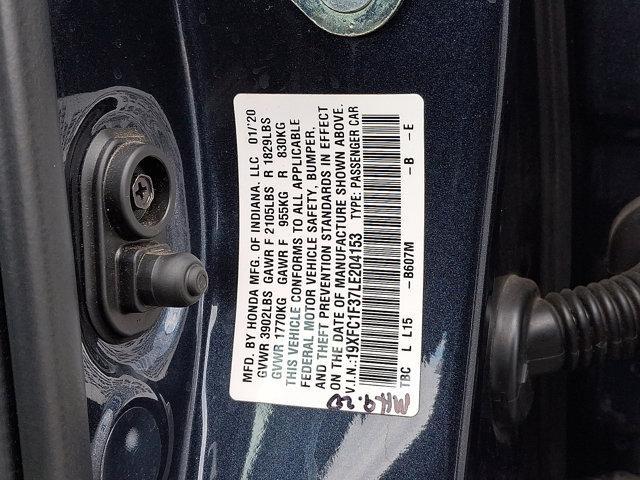 MFD. BY HONDA MFG. OF INDIANA. LLC 01/'20
GVWR 3902LBS GAWR F 2105LBS R 1829LBS
GVWR 1770KG GAWR F 955KG R 830KG
THIS VEHICLE CONFORMS TO ALL APPLICABLE
FEDERAL MOTOR VEHICLE SAFETY, BUMPER,
AND THEFT PREVENTION STANDARDS IN EFFECT
ON THE DATE OF MANUFACTURE SHOWN ABOVE.
V.I.N.:19XFC1F37LE204153 TYPE: PASSENGER CAR
TBC L L15 -B607M -B -E